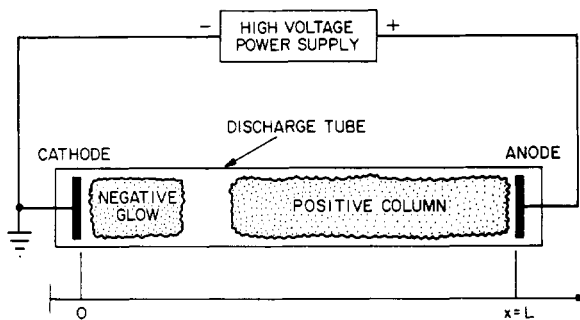 - HIGH VOLTAGE +
POWER SUPPLY
DISCHARGE TUBE
CATHODE
ANODE
NEGATIVE
GLOW
POSITIVE COLUMN
0
x=L